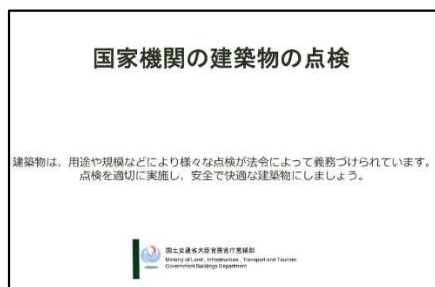 国家機関の建築物の点検
建築物は、用途や規模などにより様々な点検が法令によって義務づけられています。
点検を適切に実施し、安全で快適な建築物にしましょう。
国土交通省大臣官房官庁営繕部
Ministry of Land , Infrastructure , Transport and Tourism
Government Buildings Department